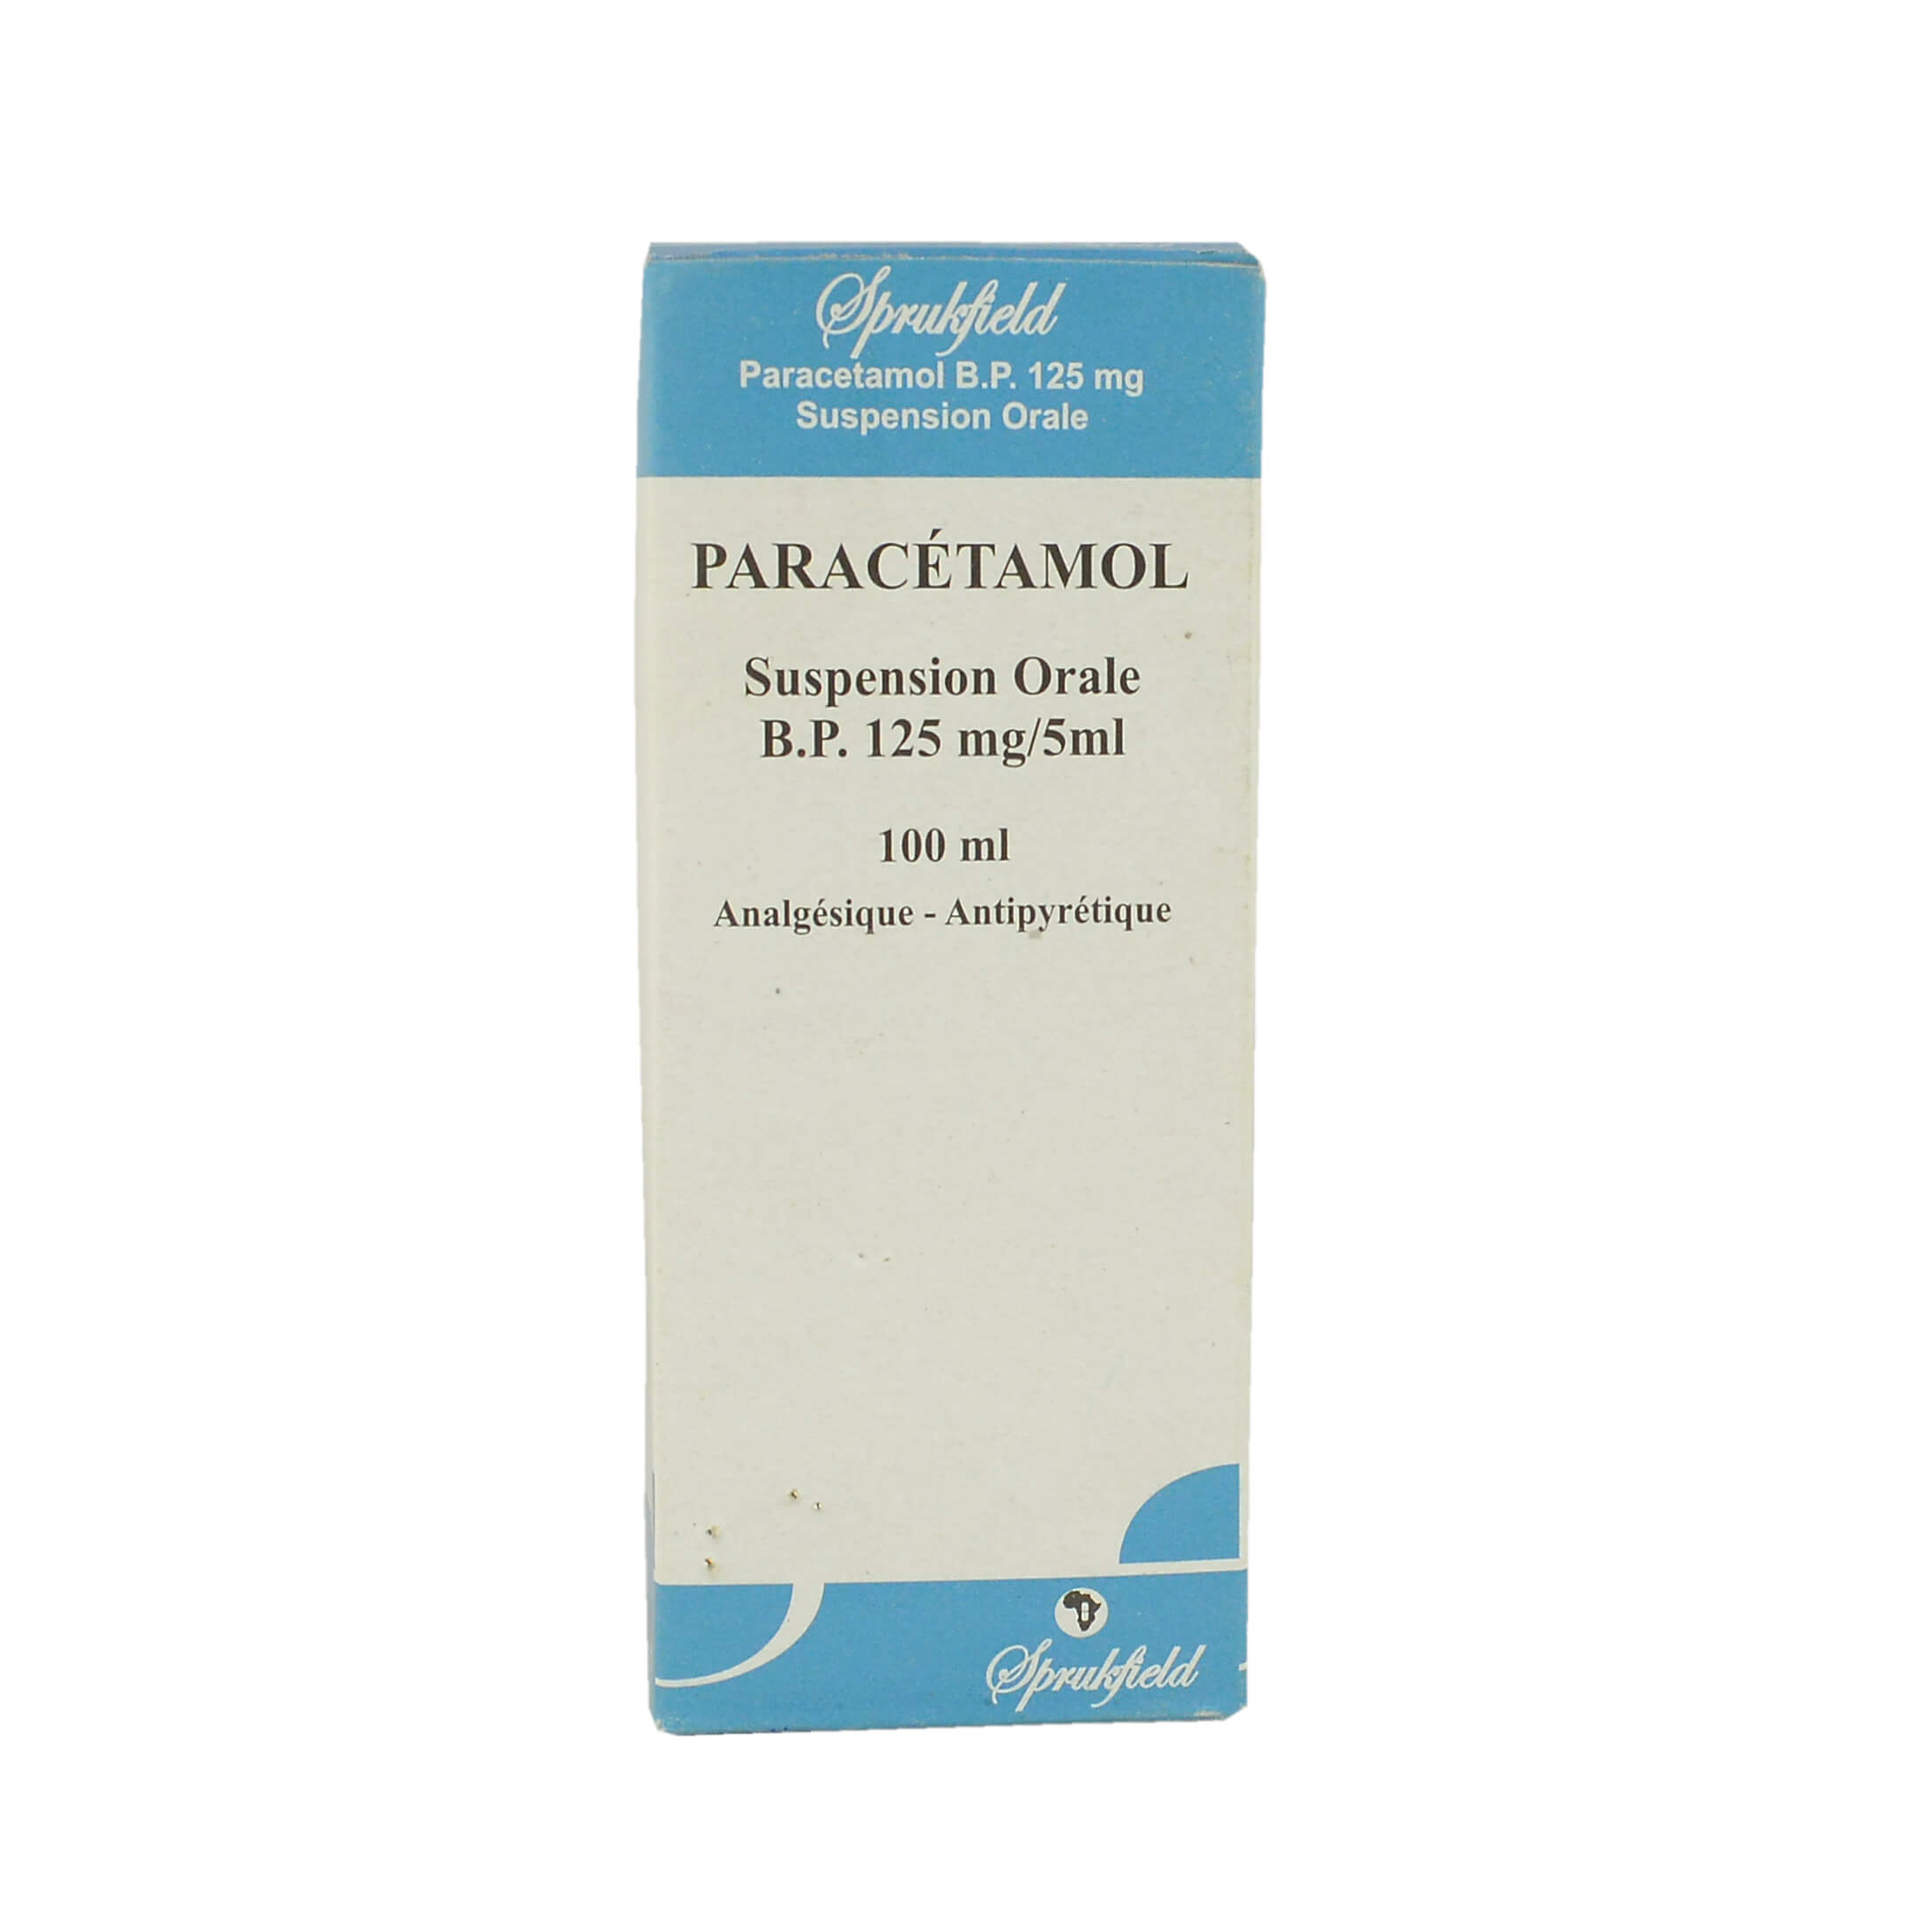 Sprukfield
Paracetamol B.P. 125 mg
Suspension Orale
PARACÉTAMOL
Suspension Orale
B.P. 125 mg/5ml
100 ml
Analgésique - Antipyrétique
Sprukfield